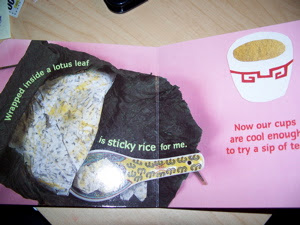 Wrapped inside a lotus leaf
is sticky rice for me.
Now our cups
are cool enough
to try a sip of te